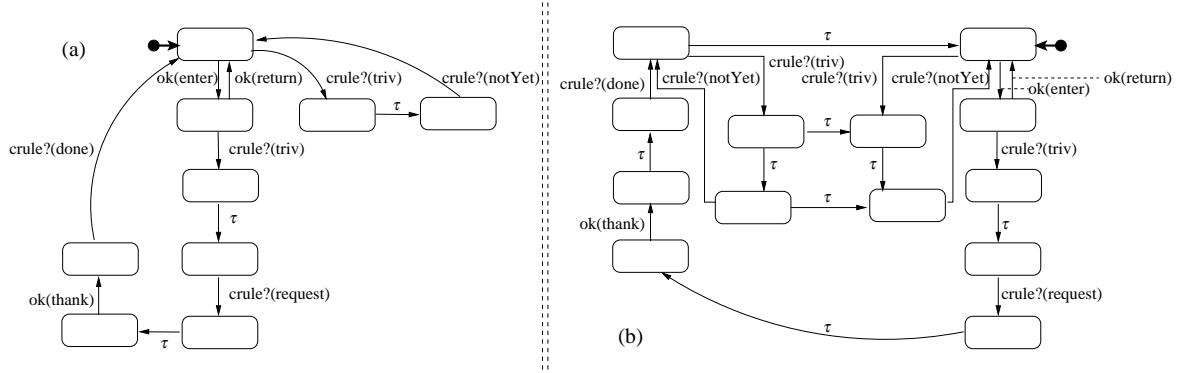 (a)
ok(enter)
ok(return)
crule?(triv)
crule?(notYet)
τ
crule?(done)
crule?(triv)
τ
crule?(request)
ok(thank)
τ
τ
crule?(done)
crule?(notYet)
crule?(triv)
crule?(triv)
crule?(notYet)
ok(return)
ok(enter)
τ
crule?(triv)
τ
τ
τ
τ
ok(thank)
τ
crule?(request)
τ
(b)